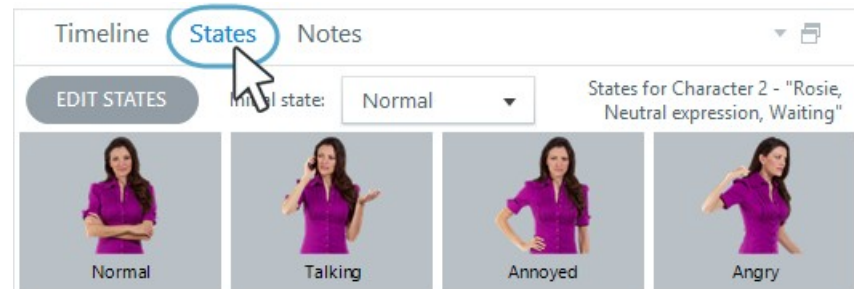 Timeline States Notes
EDIT STATES Initial state: Normal States for Character 2 - "Rosie,
Neutral expression, Waiting"
Normal Talking Annoyed Angry